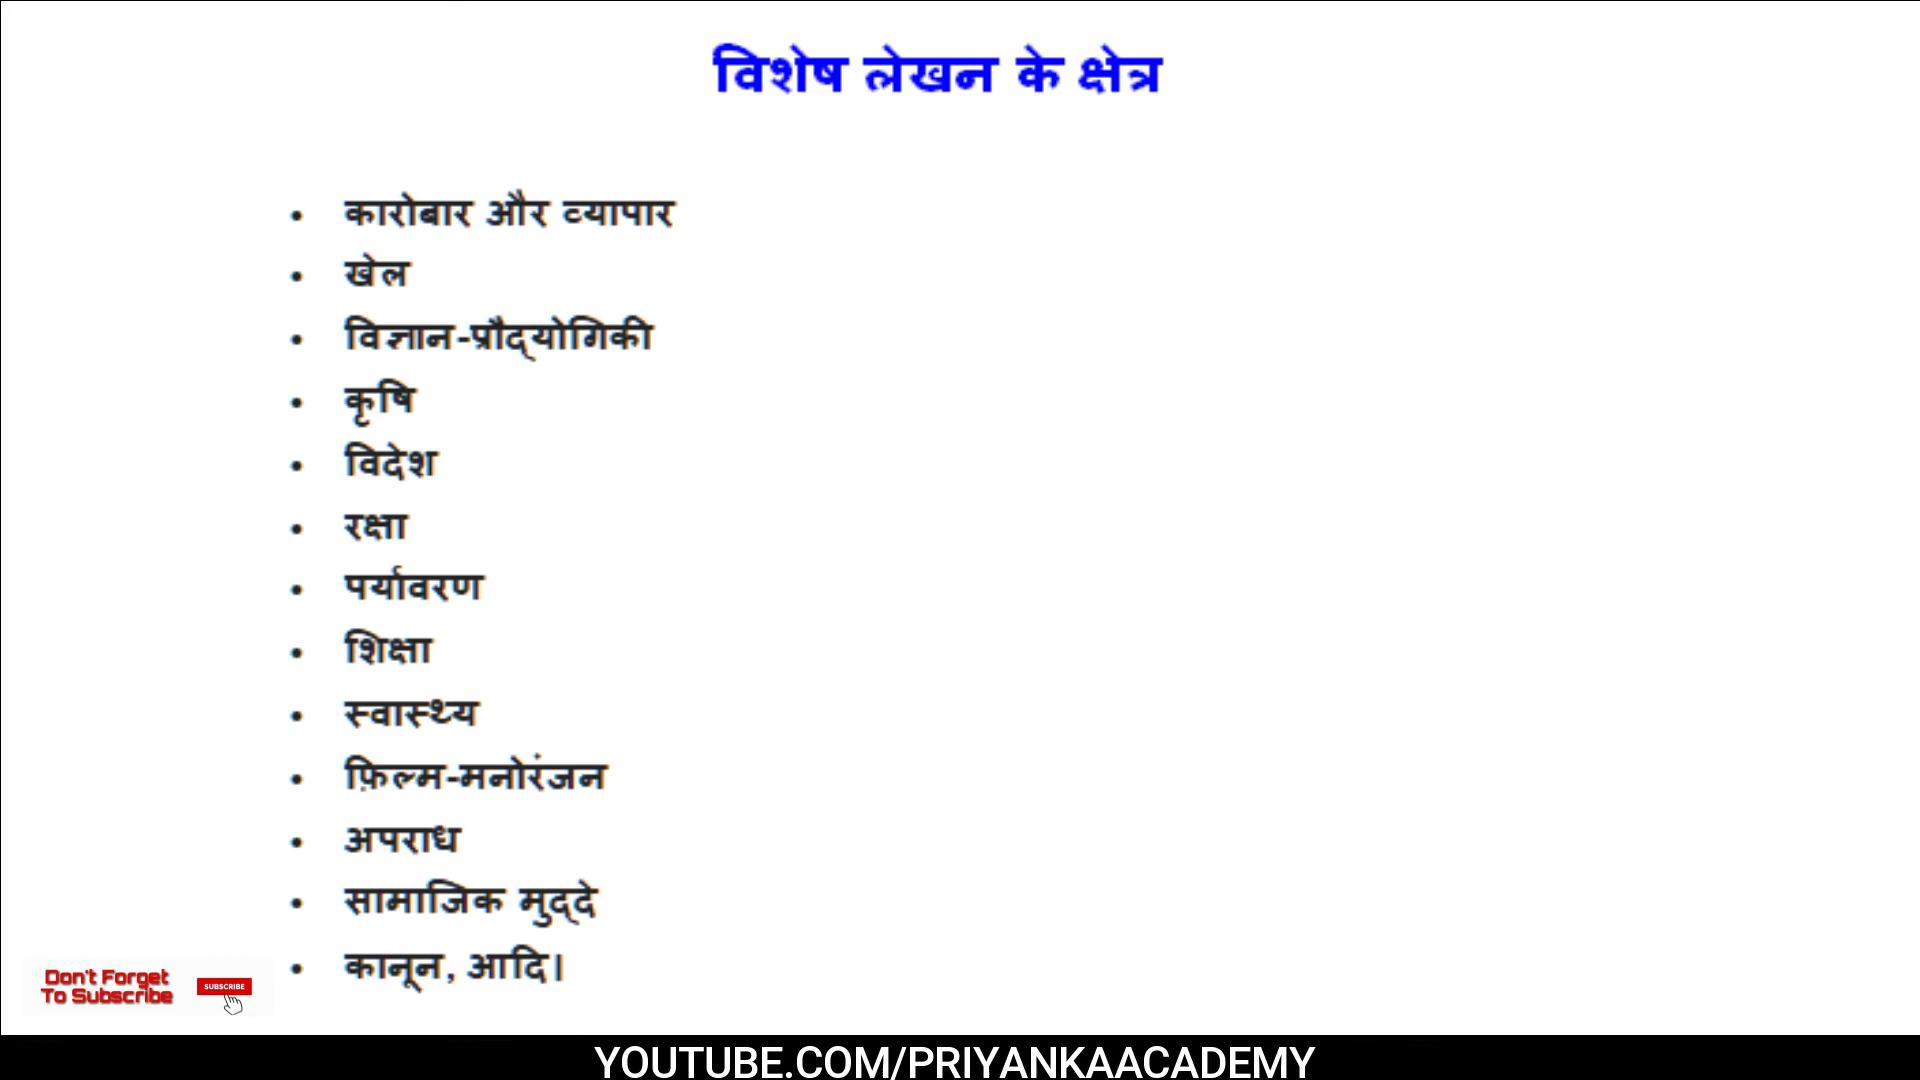 विशेष लेखन के क्षेत्र
• कारोबार और व्यापार
• खेल
• विज्ञान-प्रौद्योगिकी
• कृषि
• विदेश
• रक्षा
• पर्यावरण
• शिक्षा
• स्वास्थ्य
• फ़िल्म-मनोरंजन
• अपराध
• सामाजिक मुद्दे
• कानून, आदि।
Don't Forget
To Subscribe
SUBSCRIBE
YOUTUBE.COM/PRIYANKAACADEMY